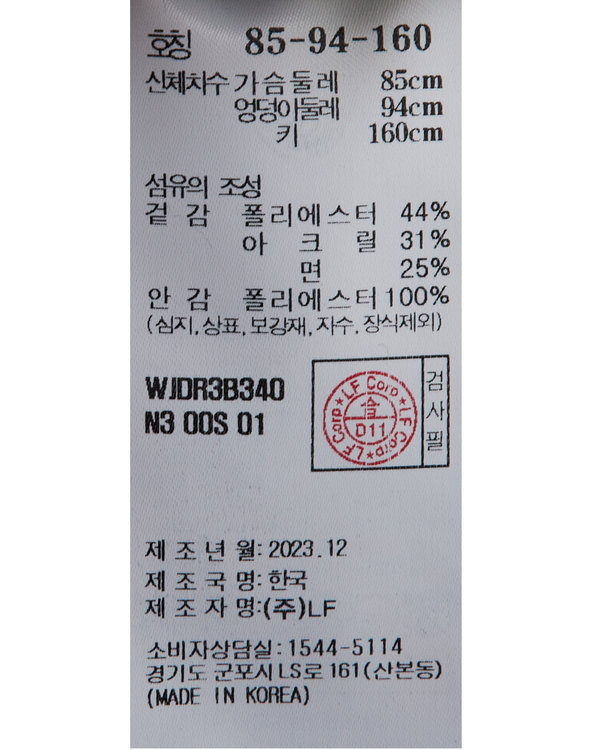 호칭 85-94-160
신체치수 가슴둘레 85cm
엉덩이둘레 94cm
키 160cm
섬유의 조성
겉감 폴리에스터 44%
아크릴 31%
면 25%
안감 폴리에스터 100%
(심지,상표,보강재,자수,장식제외)
WJDR3B340
N3 00S 01
★LF Corp★LF Corp★LF Corp
合
D11
검사필
제조년월: 2023.12
제조국명: 한국
제조자명:(주)LF
소비자상담실: 1544-5114
경기도 군포시 LS로 161(산본동)
(MADE IN KOREA)